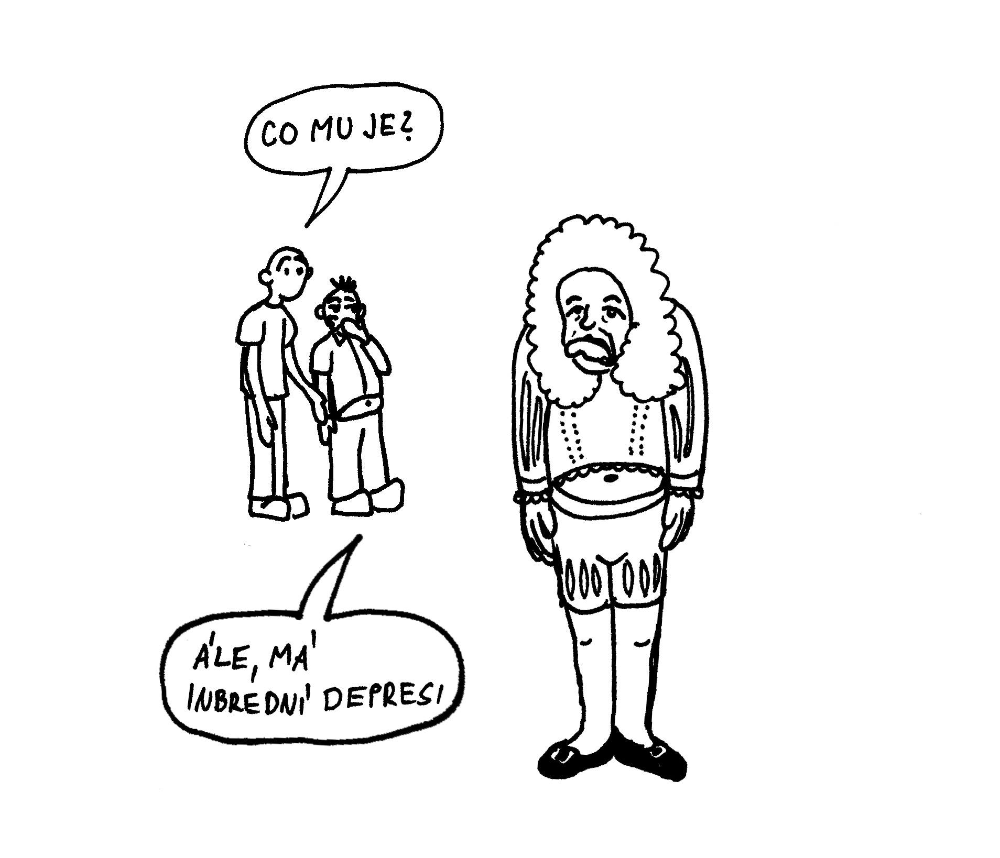 CO MU JE?
ÁLE, MÁ
INBREDNÍ DEPRESI